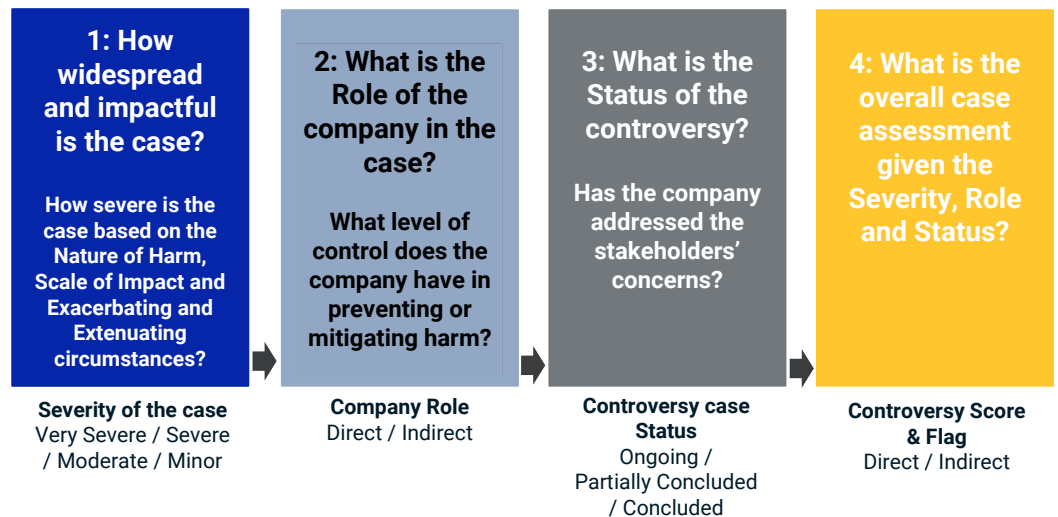 1: How
widespread
and impactful
is the case?
How severe is the
case based on the
Nature of Harm,
Scale of Impact and
Exacerbating and
Extenuating
circumstances?
Severity of the case
Very Severe / Severe
/ Moderate / Minor
2: What is the
Role of the
company in the
case?
What level of
control does the
company have in
preventing or
mitigating harm?
Company Role
Direct / Indirect
3: What is the
Status of the
controversy?
Has the company
addressed the
stakeholders’
concerns?
Controversy case
Status
Ongoing /
Partially Concluded
/ Concluded
4: What is the
overall case
assessment
given the
Severity, Role
and Status?
Controversy Score
& Flag
Direct / Indirect